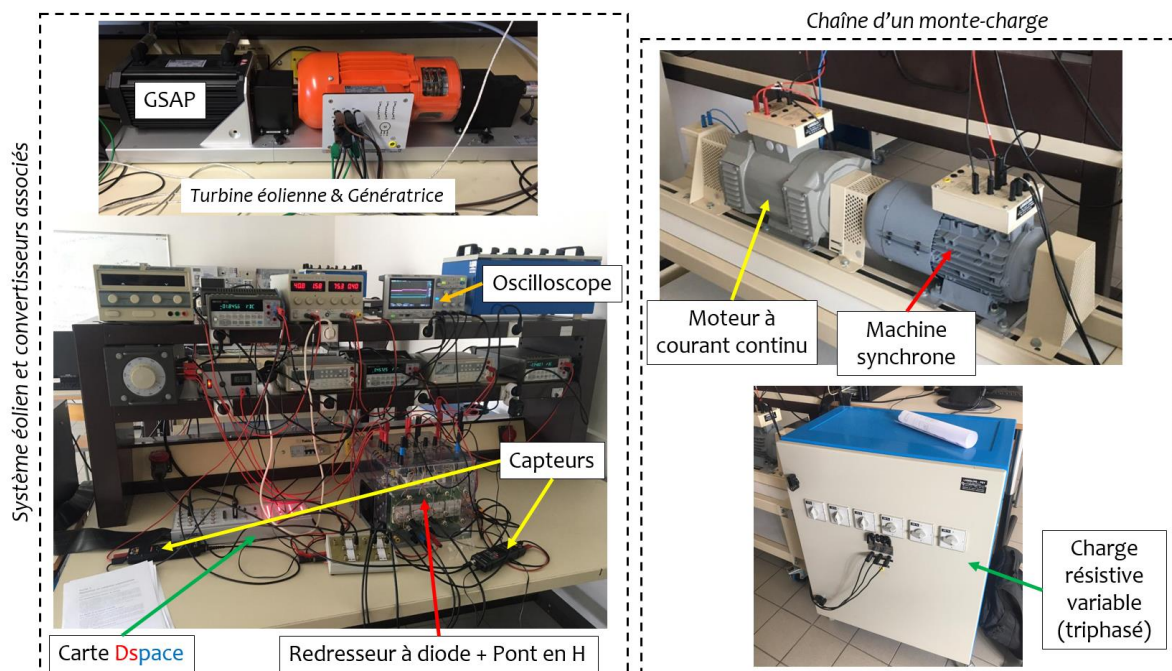 Chaîne d’un monte-charge
Système éolien et convertisseurs associés
GSAP
Turbine éolienne & Génératrice
Oscilloscope
Capteurs
Carte Dspace
Redresseur à diode + Pont en H
Moteur à
courant continu
Machine
synchrone
Charge
résistive
variable
(triphasé)